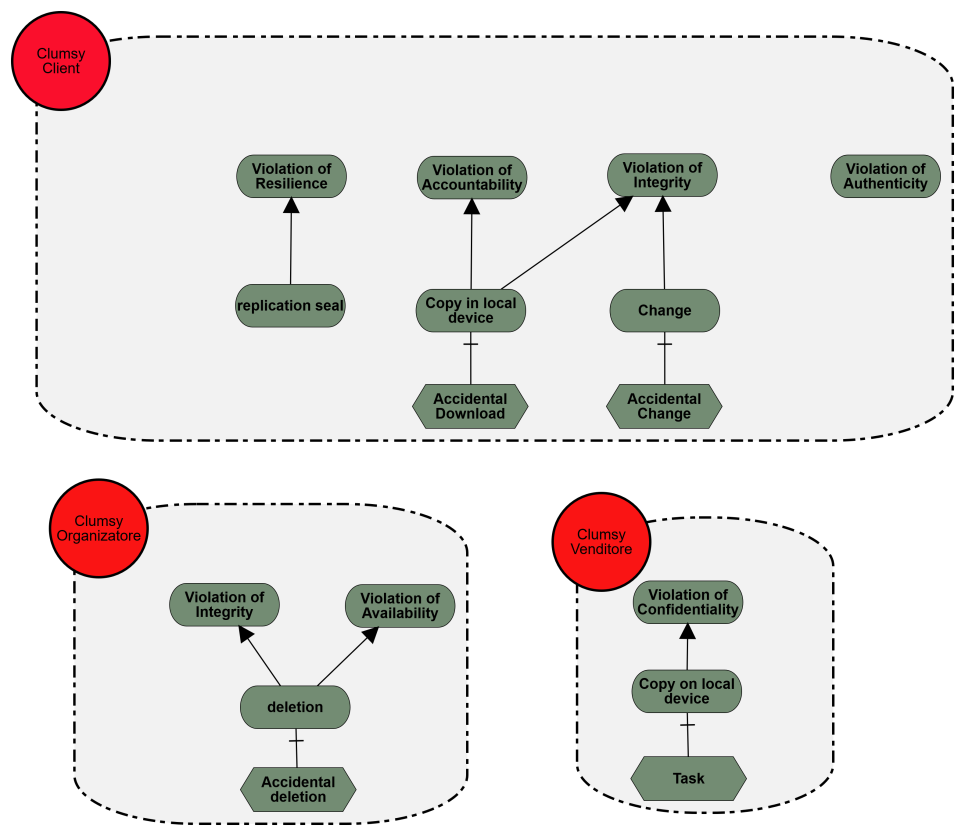 Clumsy
Client
Violation of
Resilience
Violation of
Accountability
Violation of
Integrity
Violation of
Authenticity
replication seal
Copy in local
device
Change
Accidental
Download
Accidental
Change
Clumsy
Organizatore
Violation of
Integrity
Violation of
Availability
deletion
Accidental
deletion
Clumsy
Venditore
Violation of
Confidentiality
Copy on local
device
Task